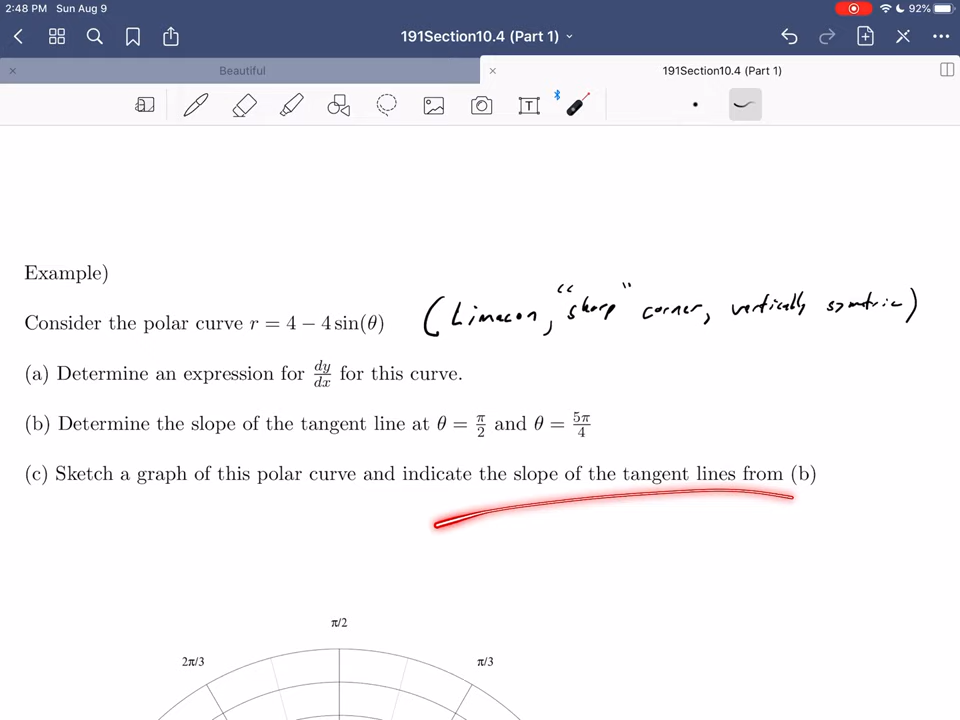 2:48 PM Sun Aug 9
92%
191Section10.4 (Part 1)
Beautiful
191Section10.4 (Part 1)
T
Example)
Consider the polar curve r = 4 − 4 sin(θ) (Limacon, "sharp" corner, vertically symetric)
(a) Determine an expression for dy/dx for this curve.
(b) Determine the slope of the tangent line at θ = π/2 and θ = 5π/4
(c) Sketch a graph of this polar curve and indicate the slope of the tangent lines from (b)
π/2
2π/3 π/3